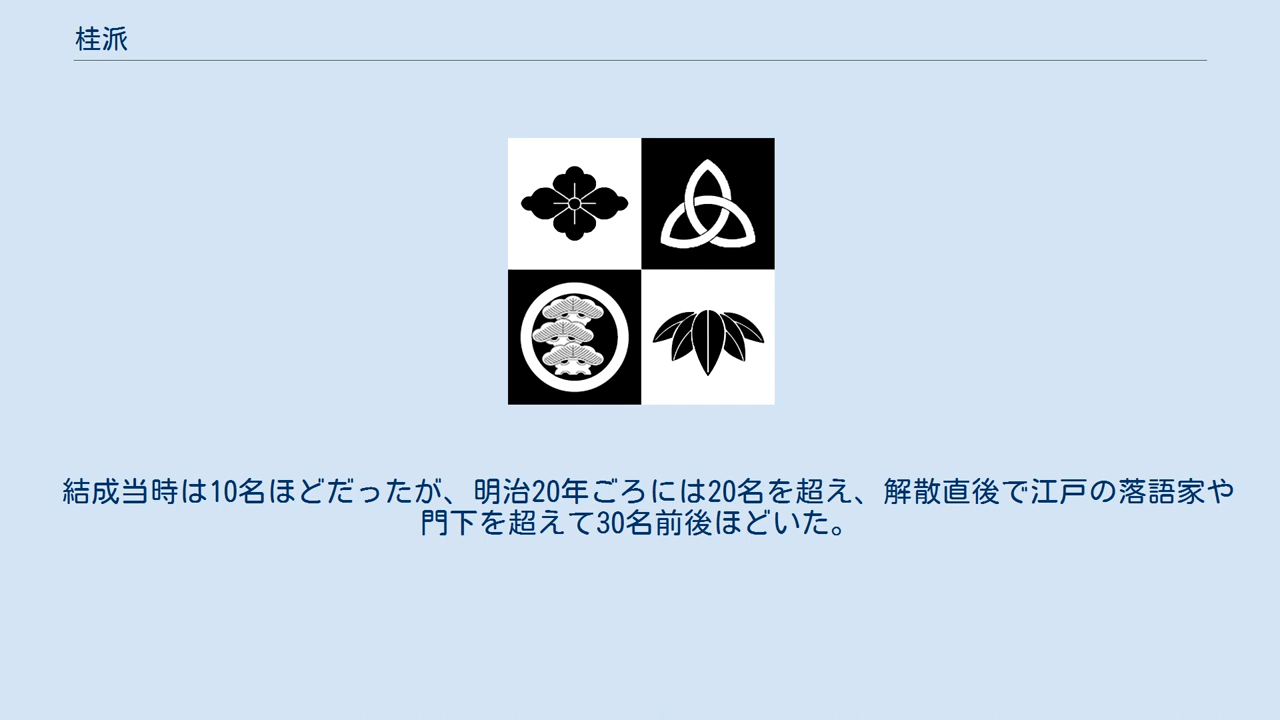 桂派
結成当時は10名ほどだったが、明治20年ごろには20名を超え、解散直後で江戸の落語家や
門下を超えて30名前後ほどいた。